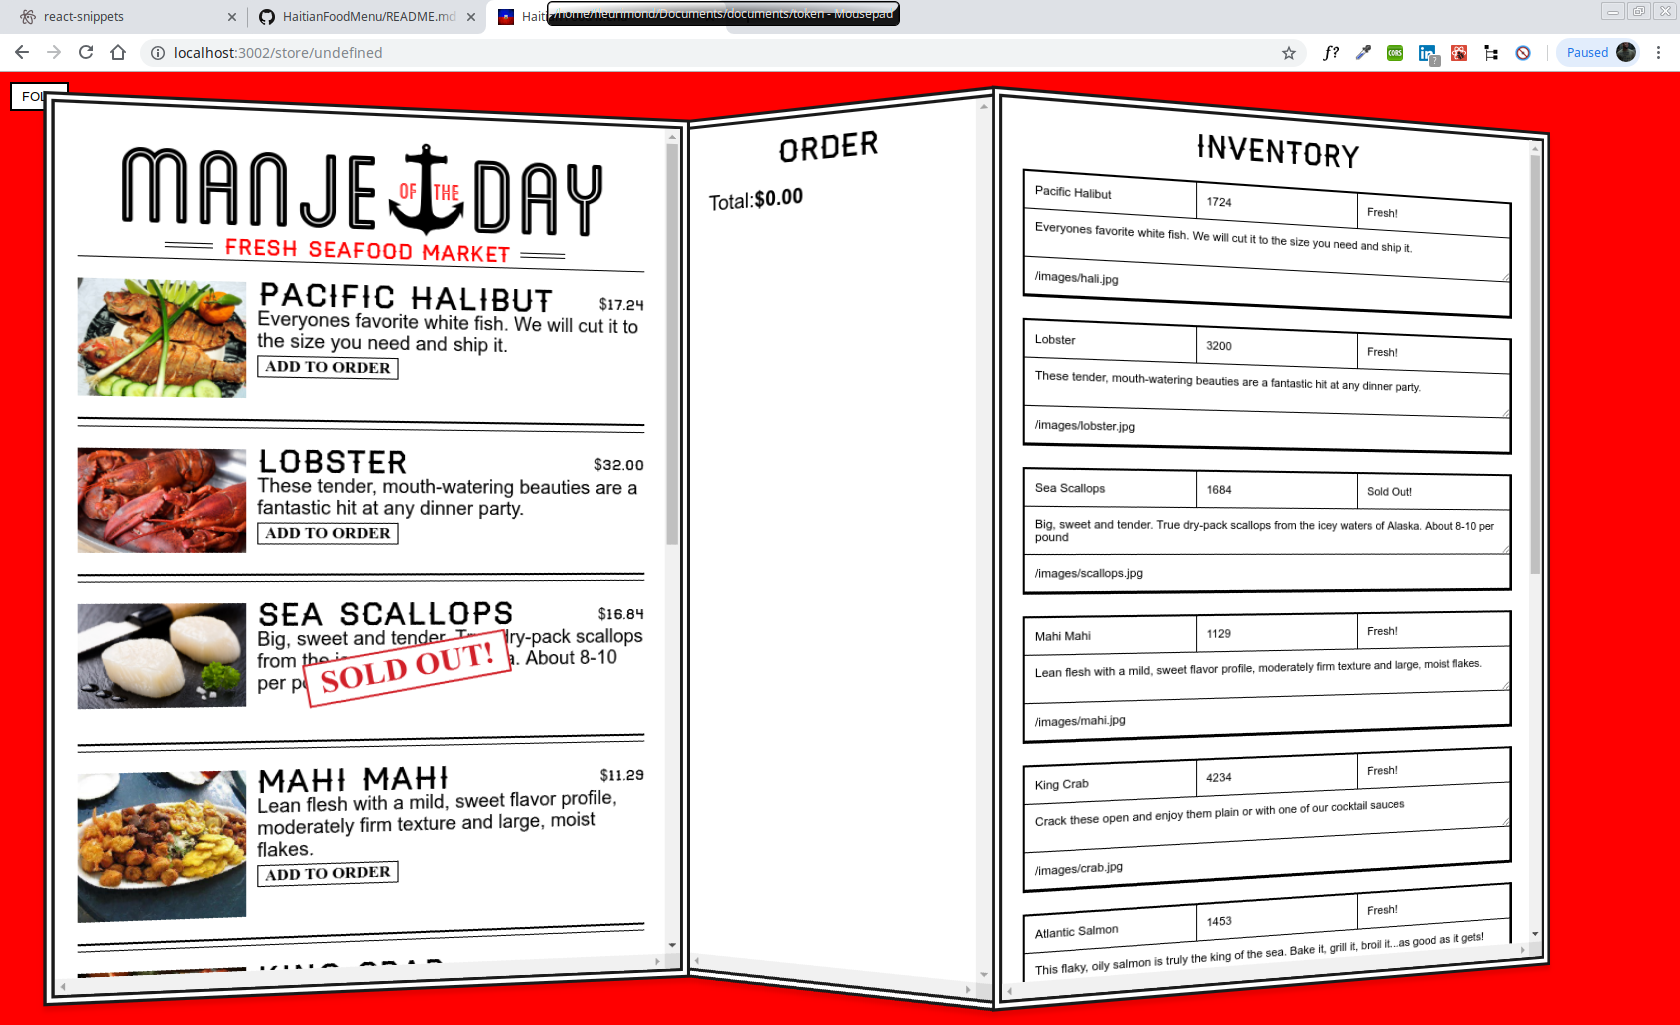 react-snippets
HaitianFoodMenu/README.md
Haiti
/home/neurimond/Documents/documents/token - Mousepad
localhost:3002/store/undefined
f?
CORS
?
Paused
FOL
MANJE OF THE DAY
FRESH SEAFOOD MARKET
PACIFIC HALIBUT
$17.24
Everyones favorite white fish. We will cut it to
the size you need and ship it.
ADD TO ORDER
LOBSTER
$32.00
These tender, mouth-watering beauties are a
fantastic hit at any dinner party.
ADD TO ORDER
SEA SCALLOPS
$16.84
Big, sweet and tender. True dry-pack scallops
from the a. About 8-10
per po
SOLD OUT!
MAHI MAHI
$11.29
Lean flesh with a mild, sweet flavor profile,
moderately firm texture and large, moist
flakes.
ADD TO ORDER
KING CRAB
ORDER
Total:$0.00
INVENTORY
Pacific Halibut
1724
Fresh!
Everyones favorite white fish. We will cut it to the size you need and ship it.
/images/hali.jpg
Lobster
3200
Fresh!
These tender, mouth-watering beauties are a fantastic hit at any dinner party.
/images/lobster.jpg
Sea Scallops
1684
Sold Out!
Big, sweet and tender. True dry-pack scallops from the icey waters of Alaska. About 8-10 per
pound
/images/scallops.jpg
Mahi Mahi
1129
Fresh!
Lean flesh with a mild, sweet flavor profile, moderately firm texture and large, moist flakes.
/images/mahi.jpg
King Crab
4234
Fresh!
Crack these open and enjoy them plain or with one of our cocktail sauces
/images/crab.jpg
Atlantic Salmon
1453
Fresh!
This flaky, oily salmon is truly the king of the sea. Bake it, grill it, broil it...as good as it gets!